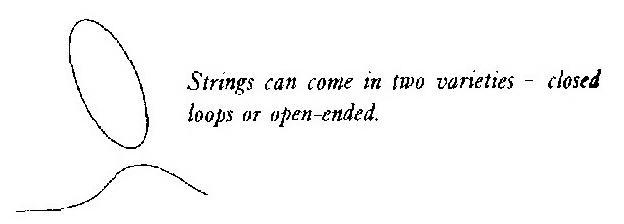 Strings can come in two varieties – closed
loops or open-ended.